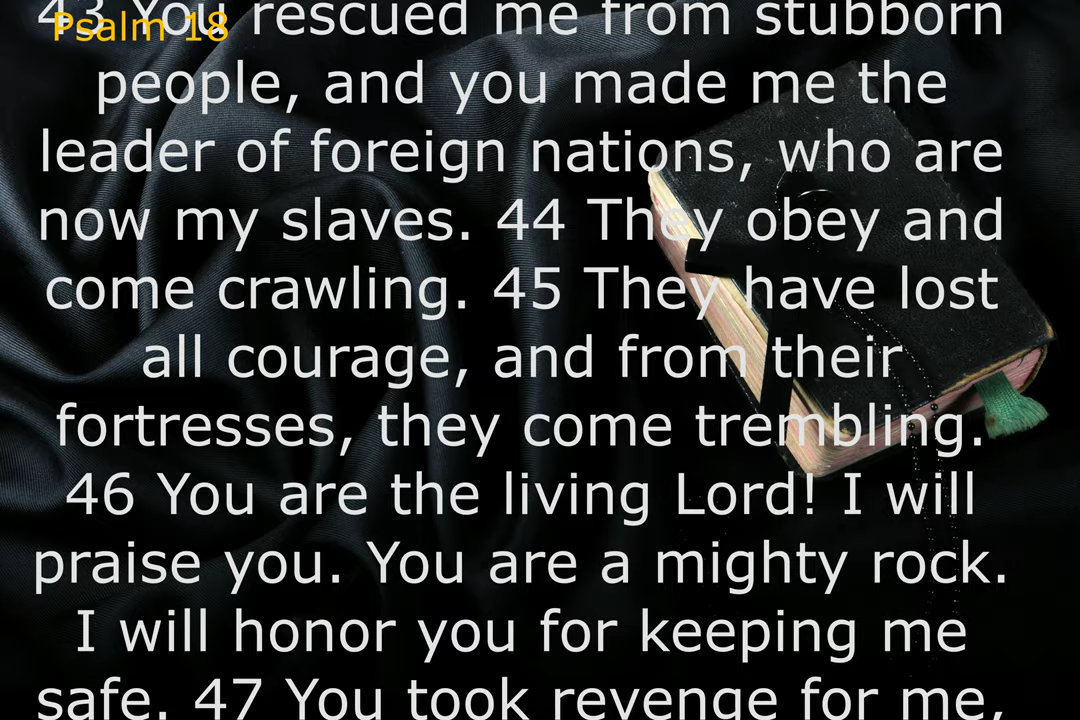 Psalm 18
43 You rescued me from stubborn
people, and you made me the
leader of foreign nations, who are
now my slaves. 44 They obey and
come crawling. 45 They have lost
all courage, and from their
fortresses, they come trembling.
46 You are the living Lord! I will
praise you. You are a mighty rock.
I will honor you for keeping me
safe. 47 You took revenge for me,